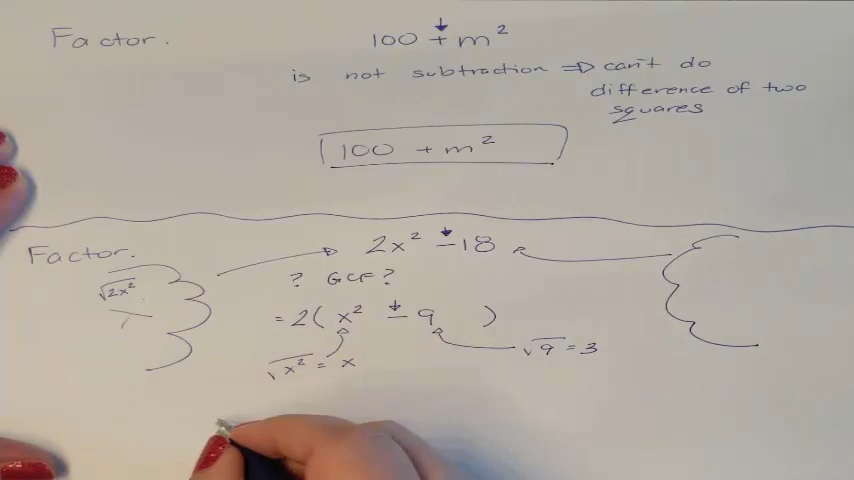 Factor. 100 + m²
is not subtraction ⇒ can't do
difference of two
squares
100 + m²
Factor. 2x² - 18
? GCF?
√2x²
= 2( x² - 9 )
√x² = x
√9 = 3